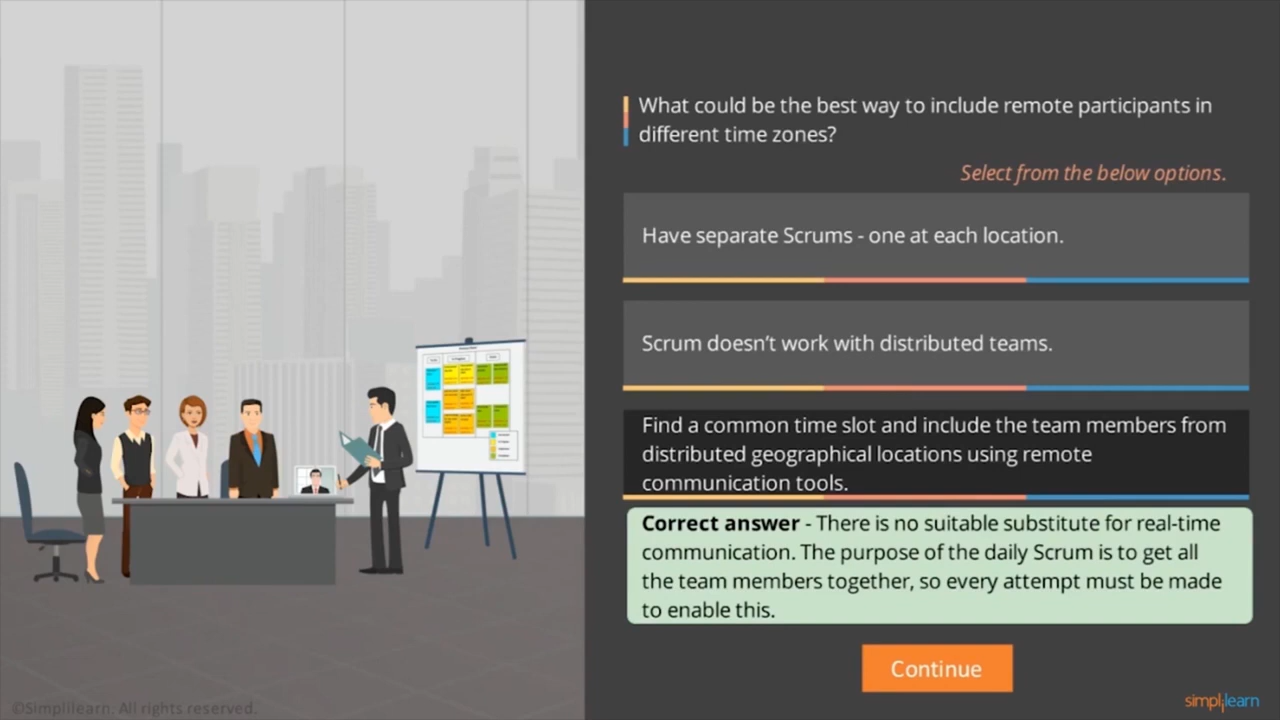 What could be the best way to include remote participants in
different time zones?
Select from the below options.
Have separate Scrums - one at each location.
Scrum doesn’t work with distributed teams.
Find a common time slot and include the team members from
distributed geographical locations using remote
communication tools.
Correct answer - There is no suitable substitute for real-time
communication. The purpose of the daily Scrum is to get all
the team members together, so every attempt must be made
to enable this.
Continue
©Simplilearn. All rights reserved.
simplilearn